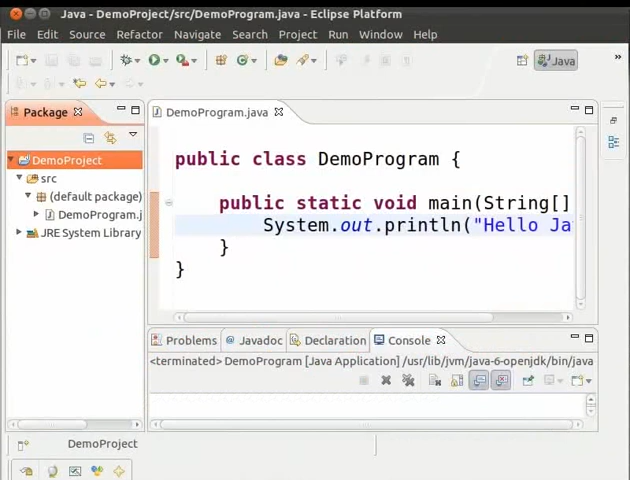 Java - DemoProject/src/DemoProgram.java - Eclipse Platform
File Edit Source Refactor Navigate Search Project Run Window Help
Java »
Package
DemoProject
src
(default package)
DemoProgram.j
JRE System Library
DemoProgram.java
public class DemoProgram {
public static void main(String[]
System.out.println("Hello Ja
}
}
Problems @ Javadoc Declaration Console
<terminated> DemoProgram [Java Application] /usr/lib/jvm/java-6-openjdk/bin/java
DemoProject